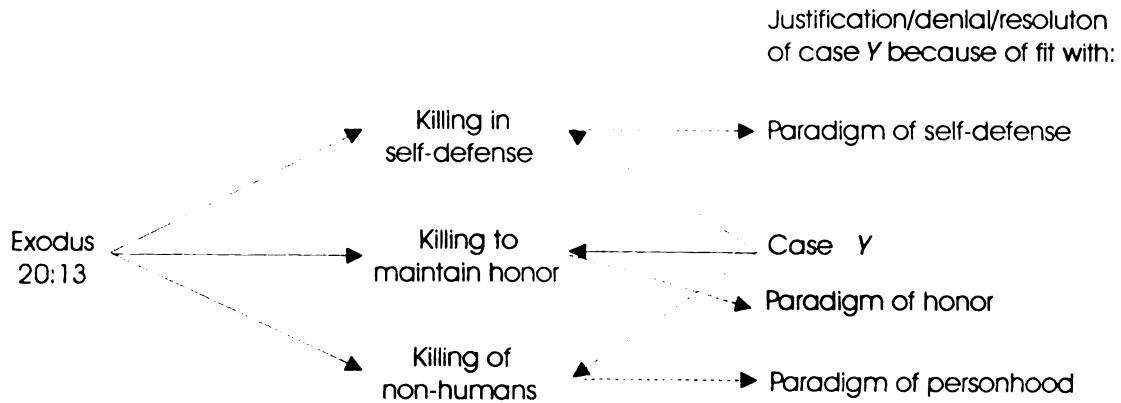 Justification/denial/resoluton
of case Y because of fit with:
Killing in
self-defense
Paradigm of self-defense
Exodus
20:13
Killing to
maintain honor
Case Y
Paradigm of honor
Killing of
non-humans
Paradigm of personhood